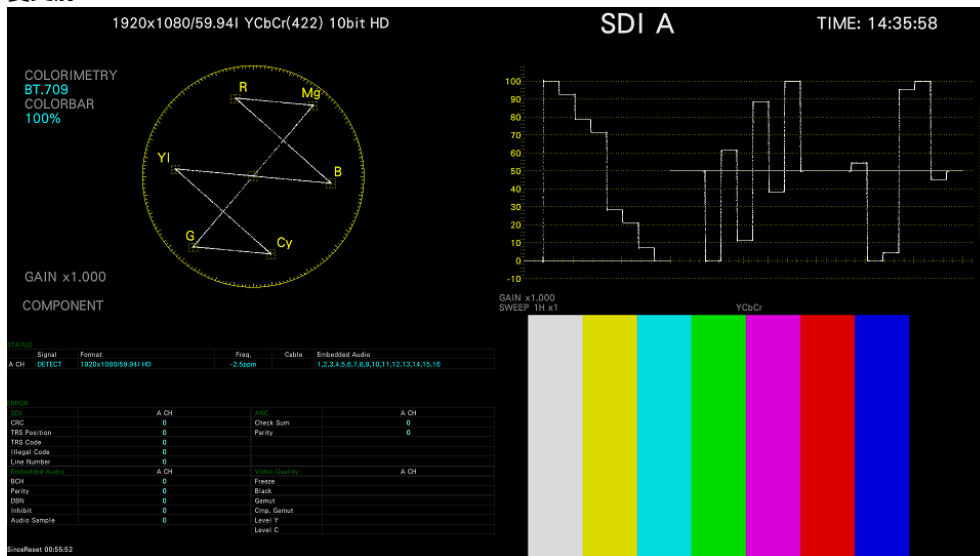 1920x1080/59.94I YCbCr(422) 10bit HD
SDI A
TIME: 14:35:58
COLORIMETRY
BT.709
COLORBAR
100%
R
Mg
Yl
B
G
Cy
GAIN x1.000
COMPONENT
100
90
80
70
60
50
40
30
20
10
0
-10
GAIN x1.000
SWEEP 1H x1
YCbCr
STATUS
Signal Format Freq. Cable Embedded Audio
A CH DETECT 1920x1080/59.94I HD -2.5ppm 1,2,3,4,5,6,7,8,9,10,11,12,13,14,15,16
ERROR
SDI A CH ANC A CH
CRC 0 Check Sum 0
TRS Position 0 Parity 0
TRS Code 0
Illegal Code 0
Line Number 0
Embedded Audio A CH Video Quality A CH
BCH 0 Freeze
Parity 0 Black
DBN 0 Gamut
Inhibit 0 Cmp. Gamut
Audio Sample 0 Level Y
Level C
SinceReset 00:55:52